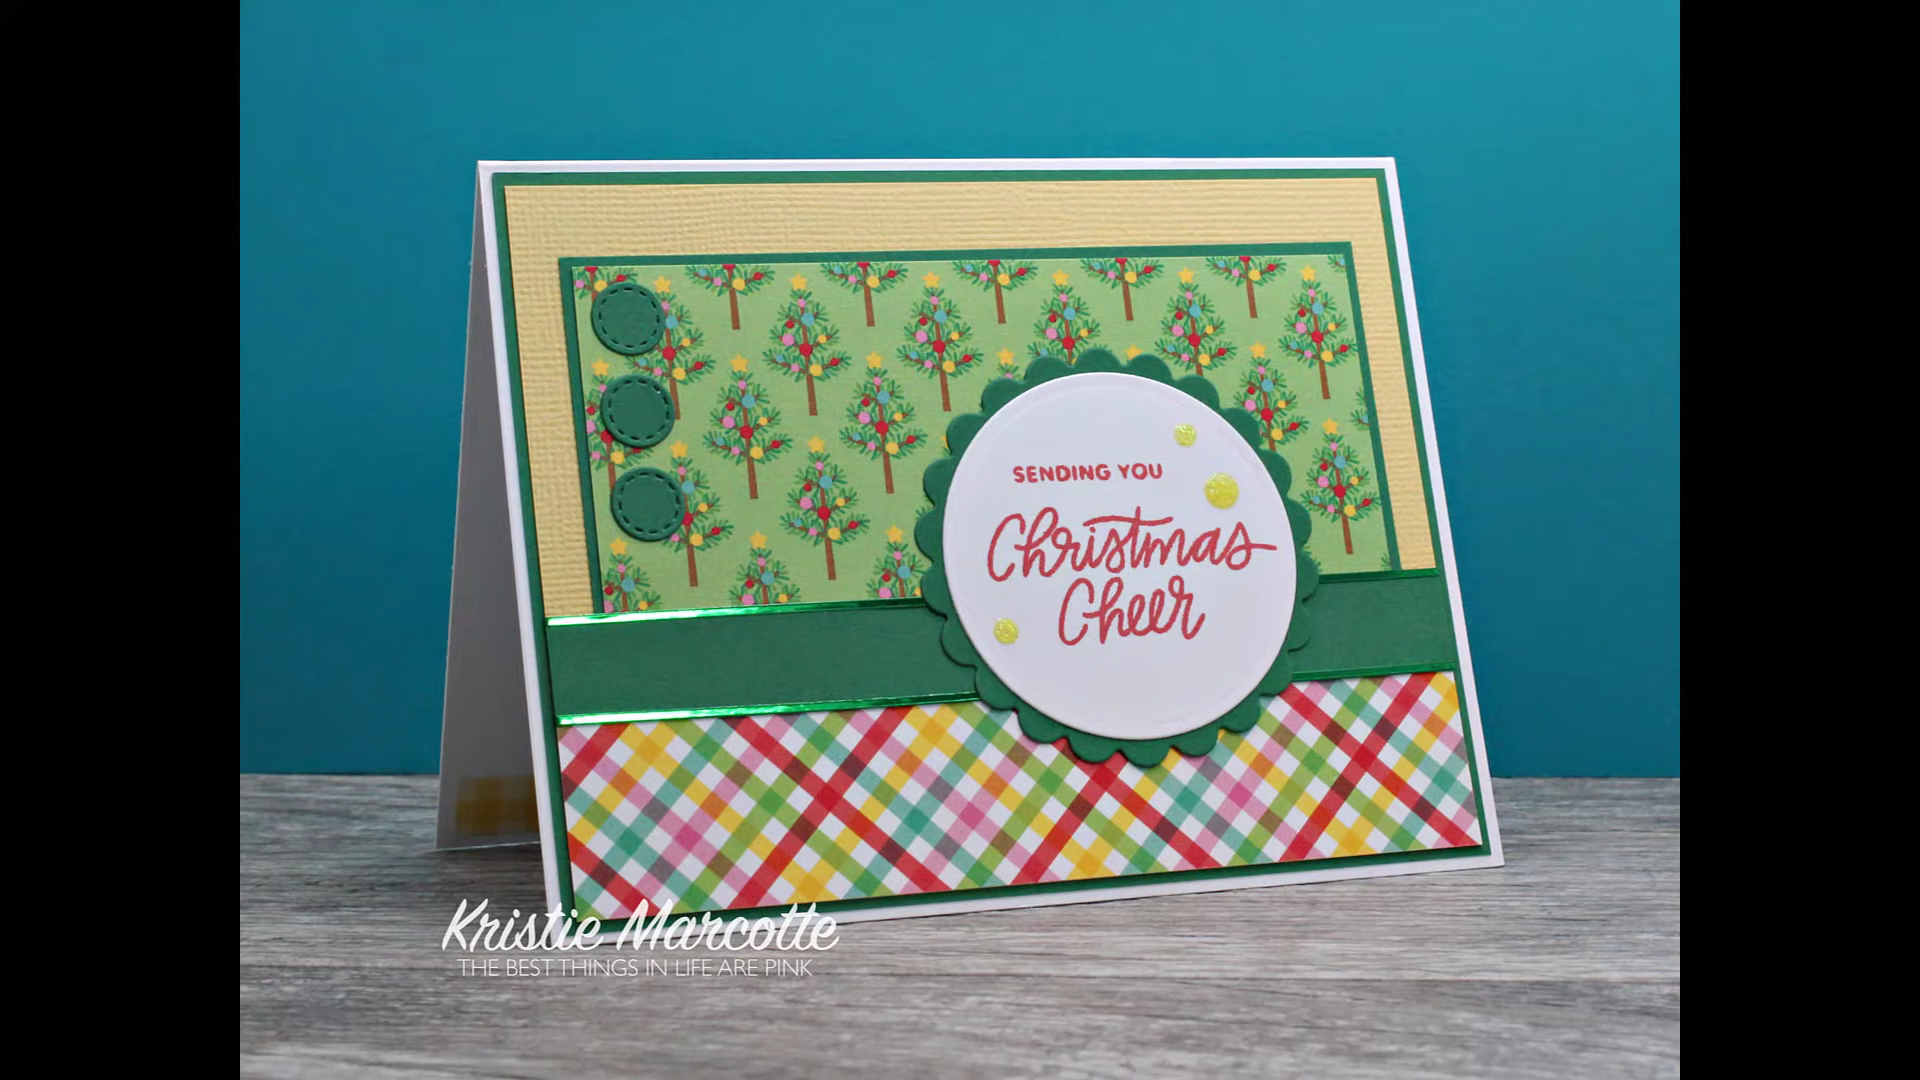 SENDING YOU
Christmas
Cheer
Kristie Marcotte
THE BEST THINGS IN LIFE ARE PINK